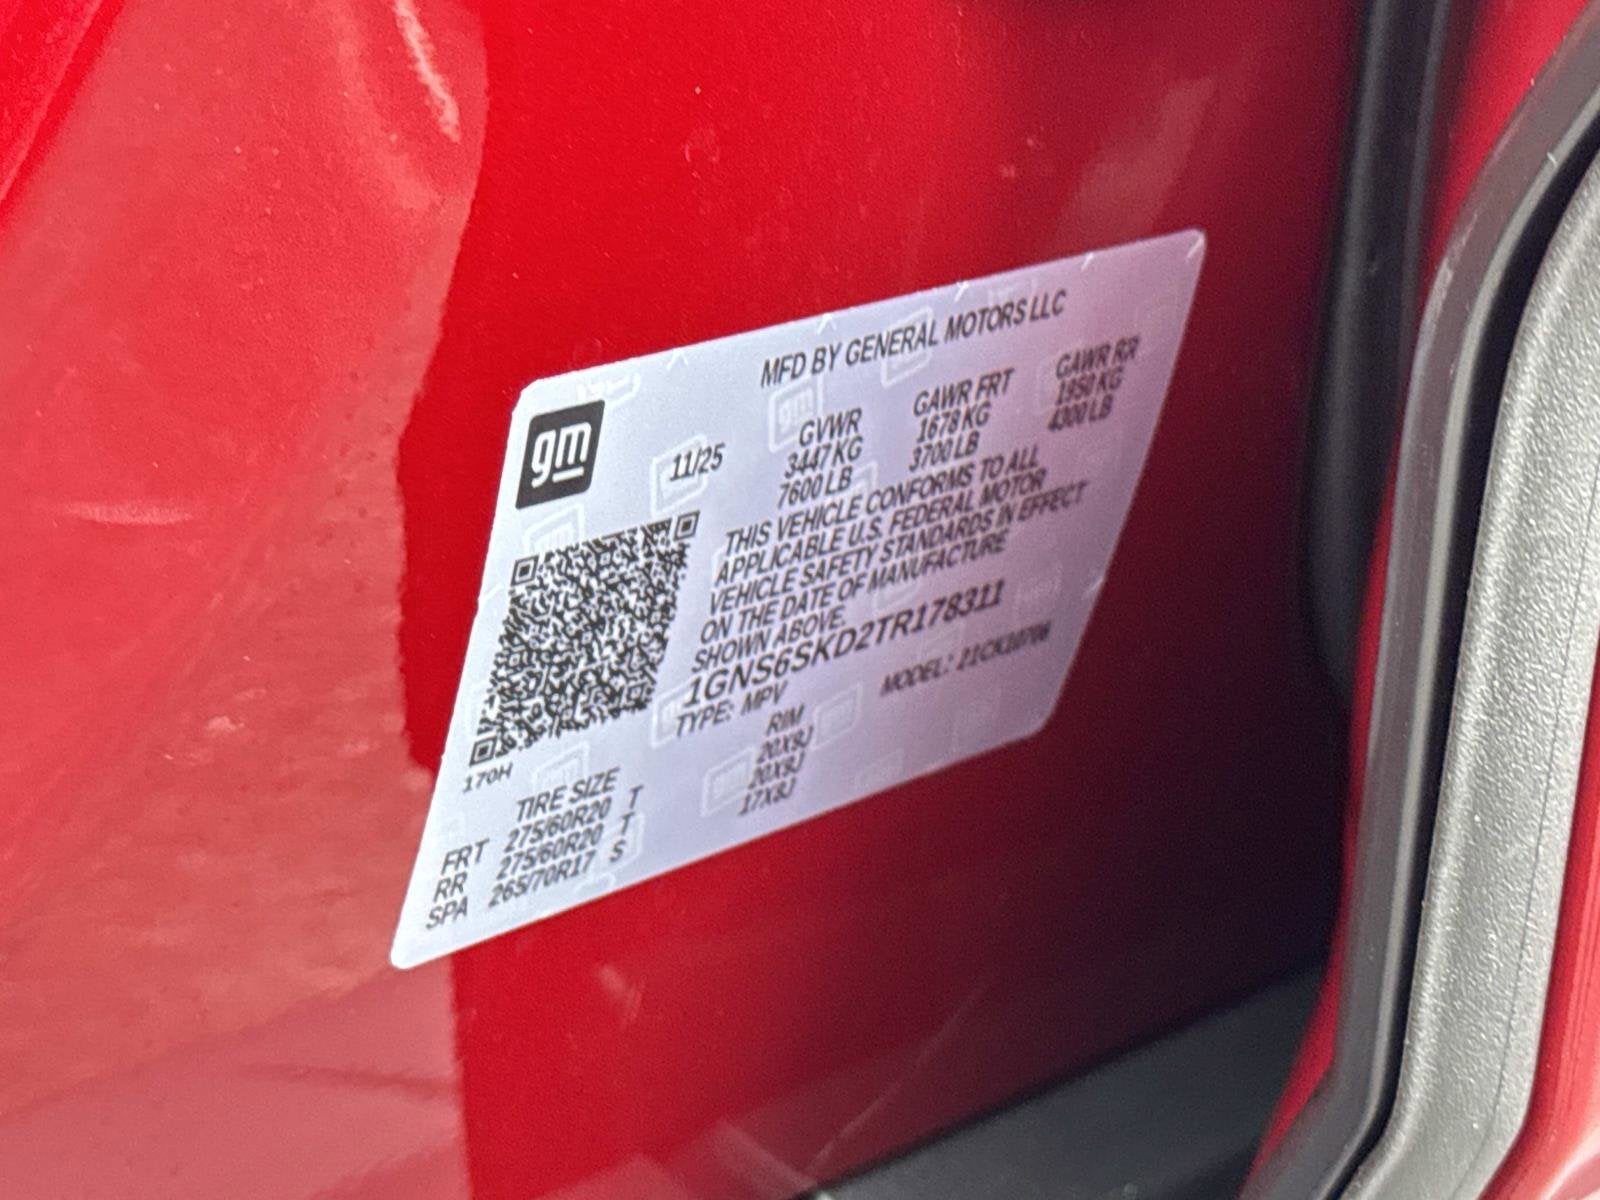 MFD BY GENERAL MOTORS LLC
gm
11/25
GVWR GAWR FRT GAWR RR
3447 KG 1678 KG 1950 KG
7600 LB 3700 LB 4300 LB
THIS VEHICLE CONFORMS TO ALL
APPLICABLE U.S. FEDERAL MOTOR
VEHICLE SAFETY STANDARDS IN EFFECT
ON THE DATE OF MANUFACTURE
SHOWN ABOVE.
1GNS6SKD2TR178311
TYPE: MPV MODEL: 11CK10706
170H
TIRE SIZE RIM
FRT 275/60R20 T 20X9J
RR 275/60R20 T 20X9J
SPA 265/70R17 S 17X8J